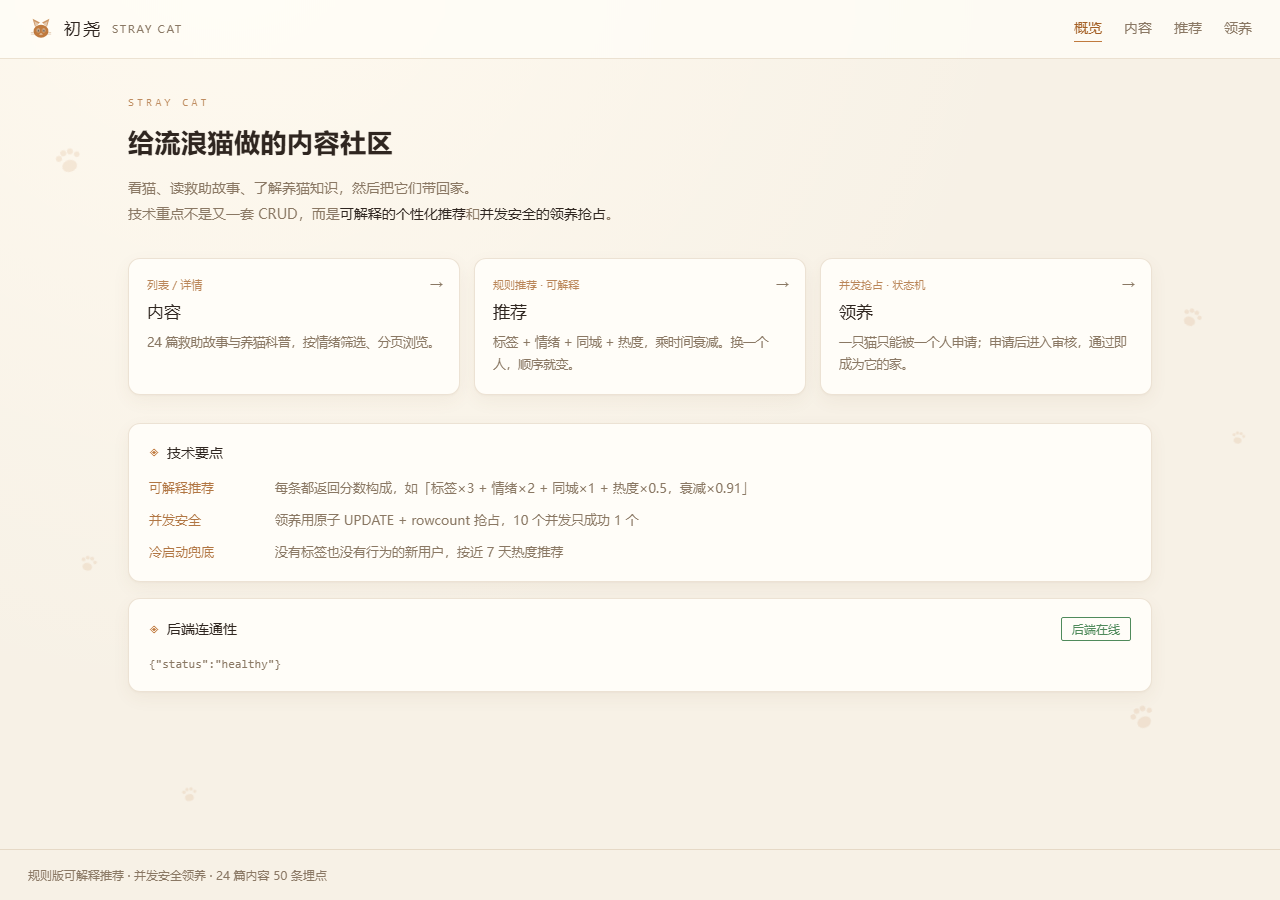 初尧 STRAY CAT
概览 内容 推荐 领养
STRAY CAT
给流浪猫做的内容社区
看猫、读救助故事、了解养猫知识，然后把它们带回家。
技术重点不是又一套 CRUD，而是可解释的个性化推荐和并发安全的领养抢占。
列表 / 详情 →
内容
24 篇救助故事与养猫科普，按情绪筛选、分页浏览。
规则推荐 · 可解释 →
推荐
标签 + 情绪 + 同城 + 热度，乘时间衰减。换一个
人，顺序就变。
并发抢占 · 状态机 →
领养
一只猫只能被一个人申请；申请后进入审核，通过即
成为它的家。
◈ 技术要点
可解释推荐 每条都返回分数构成，如「标签×3 + 情绪×2 + 同城×1 + 热度×0.5，衰减×0.91」
并发安全 领养用原子 UPDATE + rowcount 抢占，10 个并发只成功 1 个
冷启动兜底 没有标签也没有行为的新用户，按近 7 天热度推荐
◈ 后端连通性 后端在线
{"status":"healthy"}
规则版可解释推荐 · 并发安全领养 · 24 篇内容 50 条埋点